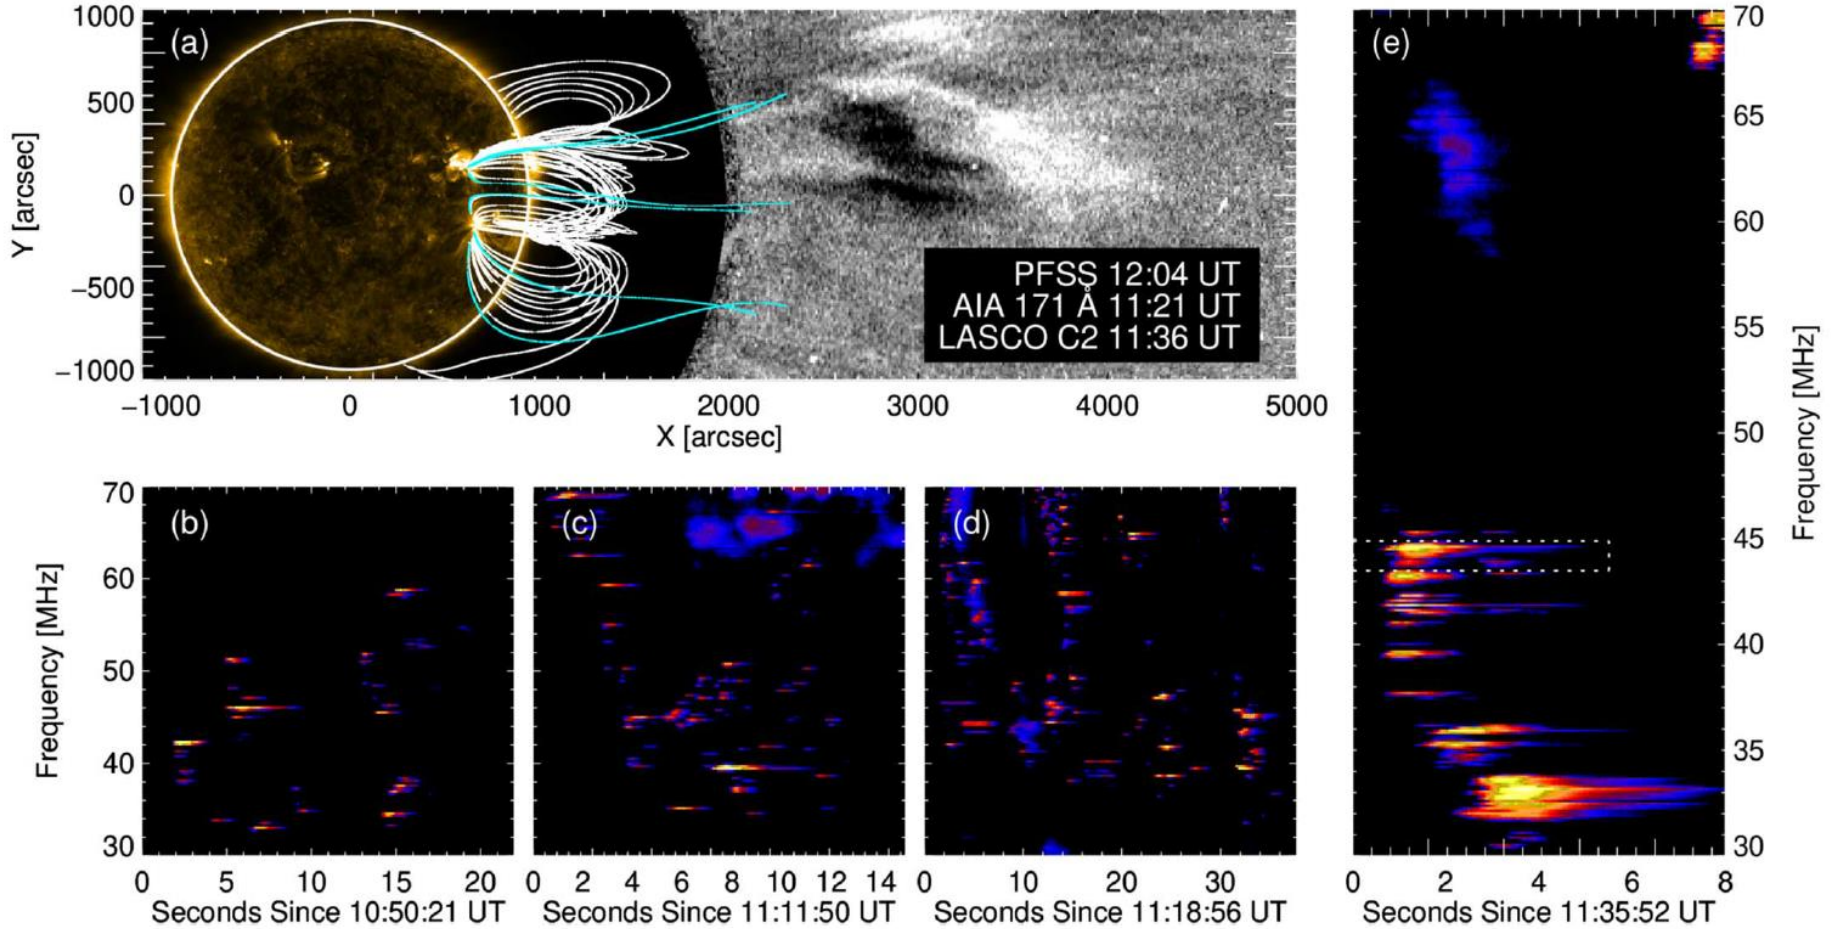 (a)
1000
500
0
−500
−1000
Y [arcsec]
PFSS 12:04 UT
AIA 171 Å 11:21 UT
LASCO C2 11:36 UT
−1000 0 1000 2000 3000 4000 5000
X [arcsec]
(b)
70
60
50
40
30
Frequency [MHz]
0 5 10 15 20
Seconds Since 10:50:21 UT
(c)
0 2 4 6 8 10 12 14
Seconds Since 11:11:50 UT
(d)
0 10 20 30
Seconds Since 11:18:56 UT
(e)
70
65
60
55
50
45
40
35
30
Frequency [MHz]
0 2 4 6 8
Seconds Since 11:35:52 UT